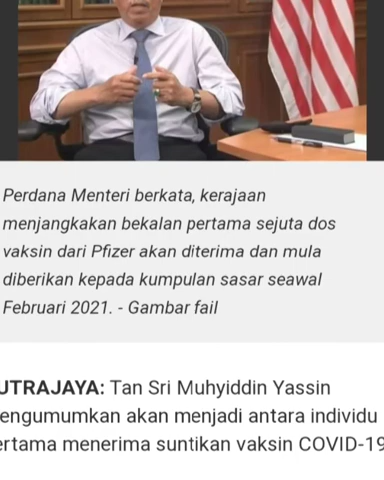 Perdana Menteri berkata, kerajaan
menjangkakan bekalan pertama sejuta dos
vaksin dari Pfizer akan diterima dan mula
diberikan kepada kumpulan sasar seawal
Februari 2021. - Gambar fail
UTRAJAYA: Tan Sri Muhyiddin Yassin
engumumkan akan menjadi antara individu
ertama menerima suntikan vaksin COVID-19